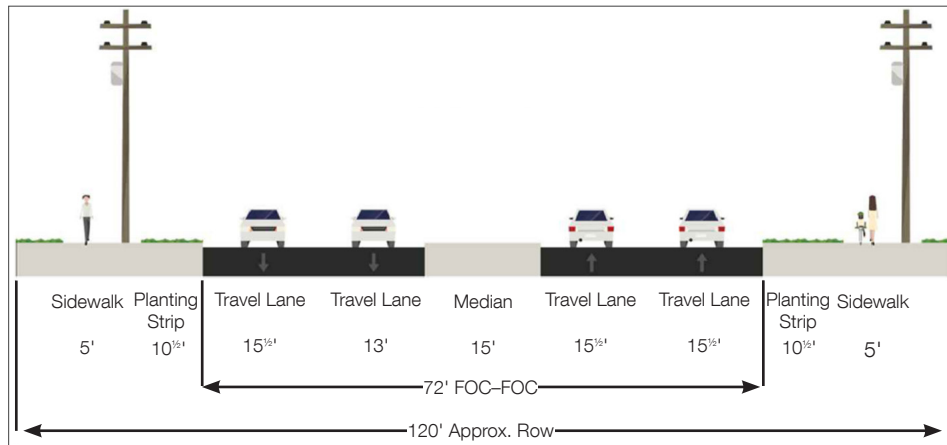 Sidewalk Planting Strip Travel Lane Travel Lane Median Travel Lane Travel Lane Planting Strip Sidewalk
5' 10½' 15½' 13' 15' 15½' 15½' 10½' 5'
72' FOC–FOC
120' Approx. Row